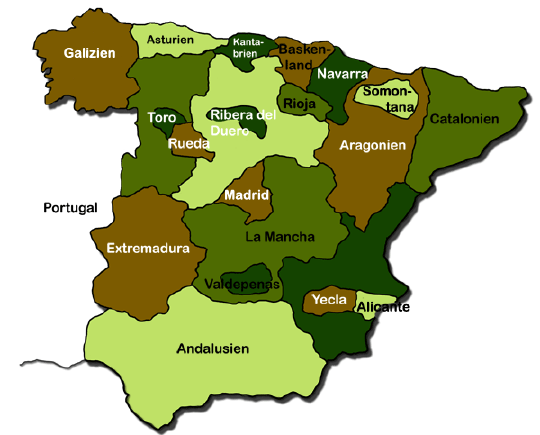 Asturien
Kanta-
brien
Galizien
Basken-
land
Navarra
Somon-
tana
Rioja
Toro
Ribera del
Duero
Catalonien
Rueda
Aragonien
Madrid
Portugal
La Mancha
Extremadura
Valdepenas
Yecla
Alicante
Andalusien